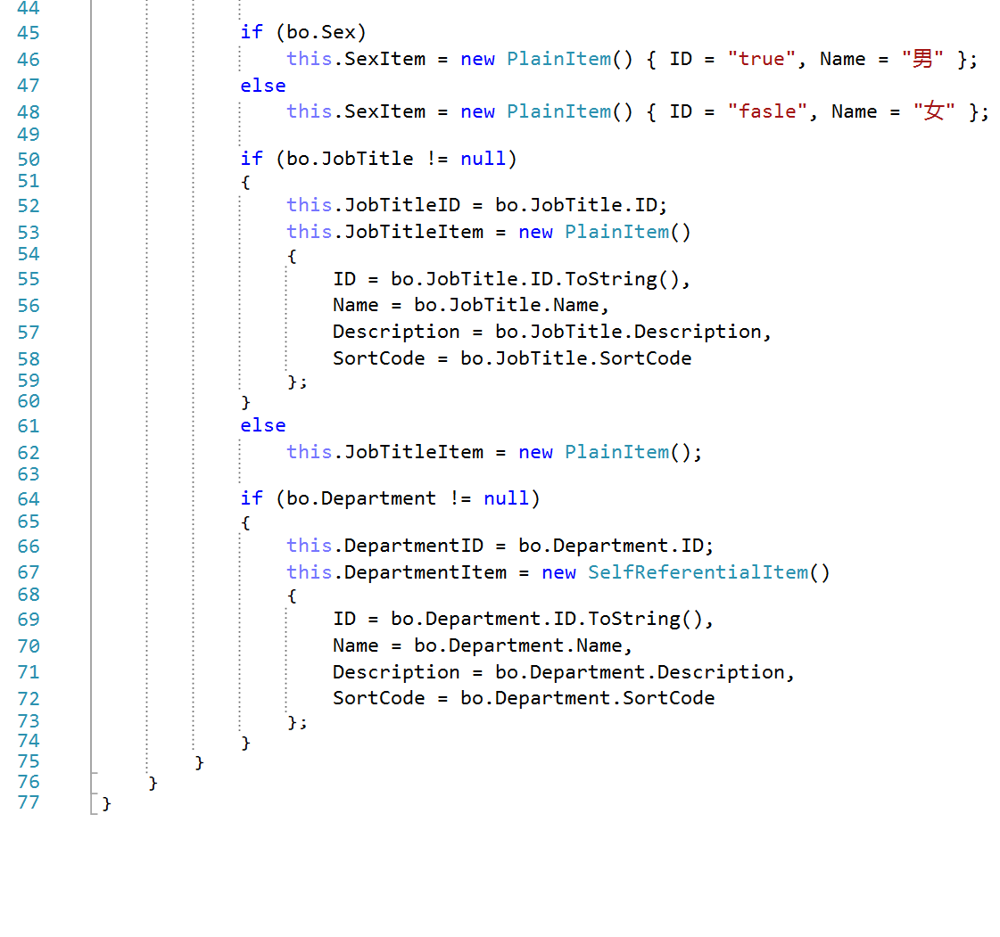 44
45 if (bo.Sex)
46 this.SexItem = new PlainItem() { ID = "true", Name = "男" };
47 else
48 this.SexItem = new PlainItem() { ID = "fasle", Name = "女" };
49
50 if (bo.JobTitle != null)
51 {
52 this.JobTitleID = bo.JobTitle.ID;
53 this.JobTitleItem = new PlainItem()
54 {
55 ID = bo.JobTitle.ID.ToString(),
56 Name = bo.JobTitle.Name,
57 Description = bo.JobTitle.Description,
58 SortCode = bo.JobTitle.SortCode
59 };
60 }
61 else
62 this.JobTitleItem = new PlainItem();
63
64 if (bo.Department != null)
65 {
66 this.DepartmentID = bo.Department.ID;
67 this.DepartmentItem = new SelfReferentialItem()
68 {
69 ID = bo.Department.ID.ToString(),
70 Name = bo.Department.Name,
71 Description = bo.Department.Description,
72 SortCode = bo.Department.SortCode
73 };
74 }
75 }
76 }
77 }